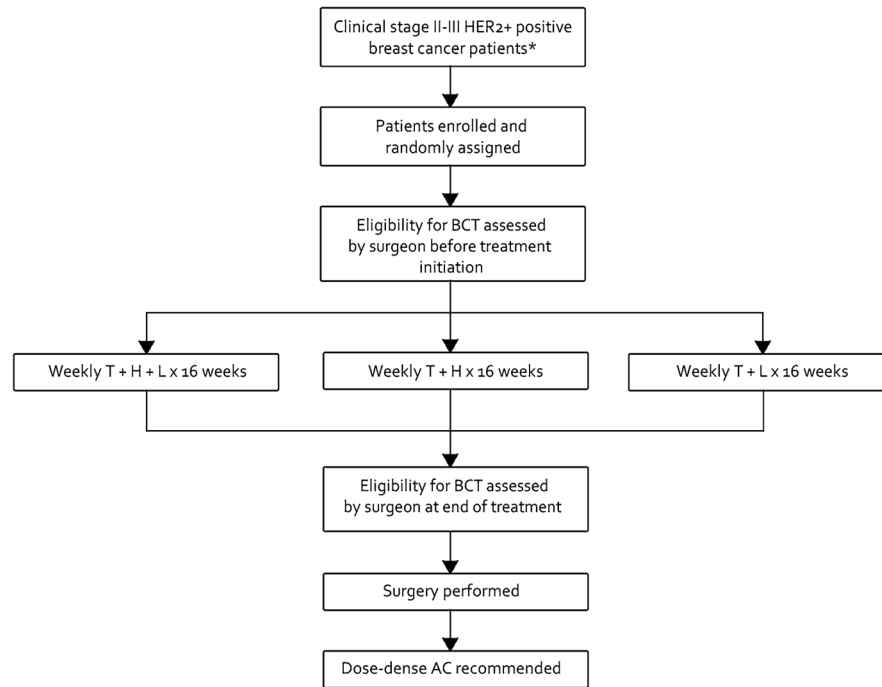 Clinical stage II-III HER2+ positive
breast cancer patients*
Patients enrolled and
randomly assigned
Eligibility for BCT assessed
by surgeon before treatment
initiation
Weekly T + H + L x 16 weeks
Weekly T + H x 16 weeks
Weekly T + L x 16 weeks
Eligibility for BCT assessed
by surgeon at end of treatment
Surgery performed
Dose-dense AC recommended